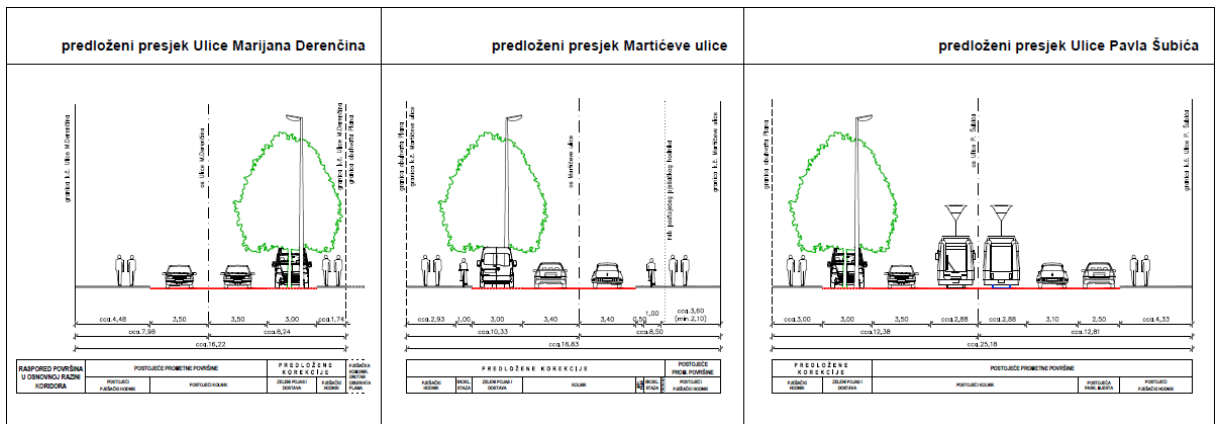 predloženi presjek Ulice Marijana Derenčina
predloženi presjek Martićeve ulice
predloženi presjek Ulice Pavla Šubića
granica k.č. Ulice M.Derenčina
os Ulice M.Derenčina
granica k.č. Ulice M.Derenčina
granica obuhvata Plana
cca.4,48
3,50
3,50
3,00
cca.1,74
cca.7,98
cca.8,24
cca.16,22
granica obuhvata Plana
granica k.č. Martićeve ulice
os Martićeve ulice
rub postojećeg pješačkog hodnika
granica k.č. Martićeve ulice
cca.2,93
1,00
3,00
3,40
3,40
0,50
1,00
cca.3,60
(min.2,10)
cca.10,33
cca.8,50
cca.18,83
granica obuhvata Plana
os Ulice P. Šubića
granica k.č. Ulice P. Šubića
cca.3,00
3,00
3,50
cca.2,88
cca.2,88
3,10
2,50
cca.4,33
cca.12,38
cca.12,81
cca.25,18
RASPORED POVRŠINA
U OSNOVNOJ RAZINI
KORIDORA
POSTOJEĆE PROMETNE POVRŠINE
PREDLOŽENE
KOREKCIJE
POSTOJEĆI
PJEŠAČKI HODNIK
POSTOJEĆI KOLNIK
ZELENI POJAS /
DOSTAVA
PJEŠAČKI
HODNIK
PREDLOŽENE KOREKCIJE
POSTOJEĆE
PROM. POVRŠINE
PJEŠAČKI
HODNIK
BICIKL.
STAZA
ZELENI POJAS /
DOSTAVA
KOLNIK
BICIKL.
STAZA
POSTOJEĆI
PJEŠAČKI HODNIK
PREDLOŽENE
KOREKCIJE
POSTOJEĆE PROMETNE POVRŠINE
PJEŠAČKI
HODNIK
ZELENI POJAS /
DOSTAVA
POSTOJEĆI KOLNIK
POSTOJEĆA
PARK. MJESTA
POSTOJEĆI
PJEŠAČKI HODNIK